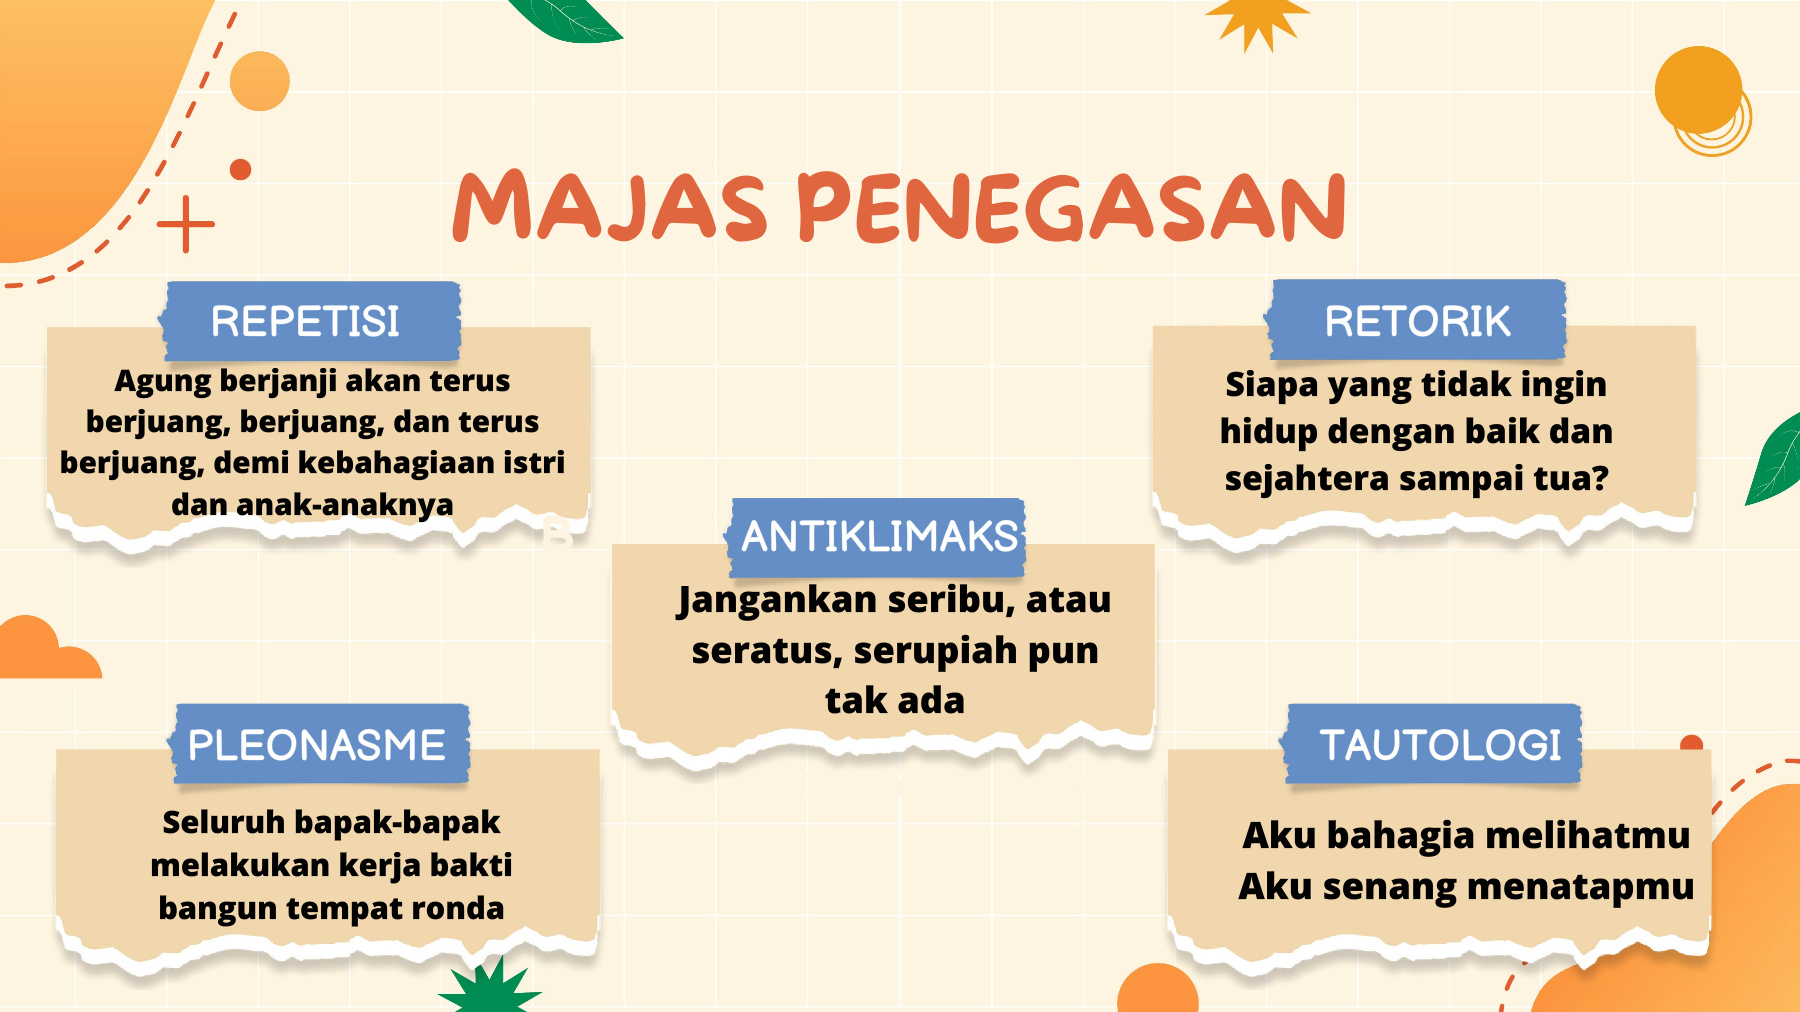 MAJAS PENEGASAN
REPETISI
Agung berjanji akan terus
berjuang, berjuang, dan terus
berjuang, demi kebahagiaan istri
dan anak-anaknya
B
RETORIK
Siapa yang tidak ingin
hidup dengan baik dan
sejahtera sampai tua?
ANTIKLIMAKS
Jangankan seribu, atau
seratus, serupiah pun
tak ada
PLEONASME
Seluruh bapak-bapak
melakukan kerja bakti
bangun tempat ronda
TAUTOLOGI
Aku bahagia melihatmu
Aku senang menatapmu